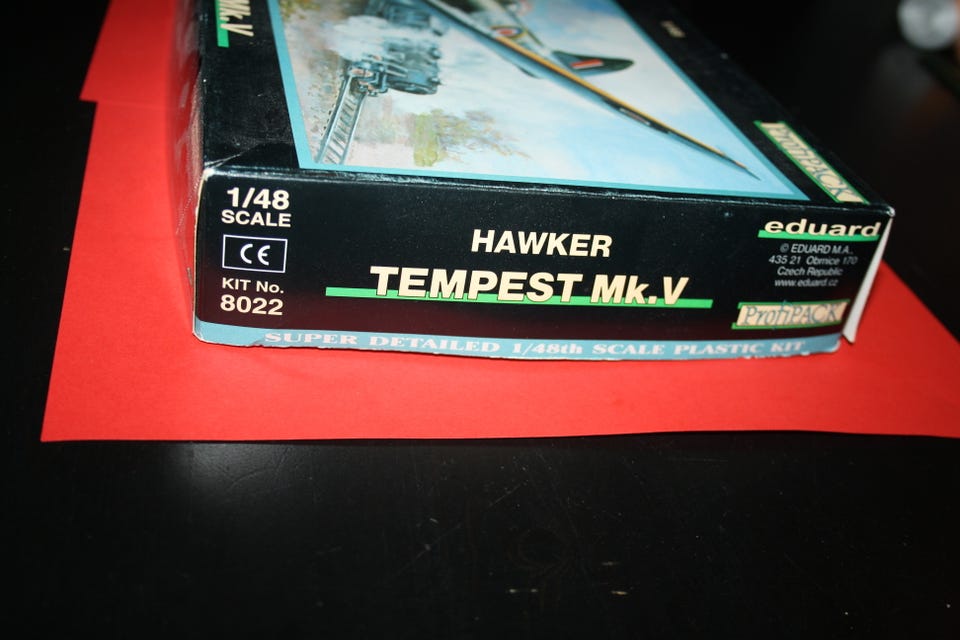 Mk. V
ProfiPACK
1/48
SCALE
CE
KIT No.
8022
HAWKER
TEMPEST Mk.V
eduard
© EDUARD M.A.,
435 21 Obrnice 170
Czech Republic
www.eduard.cz
ProfiPACK
SUPER DETAILED 1/48th SCALE PLASTIC KIT